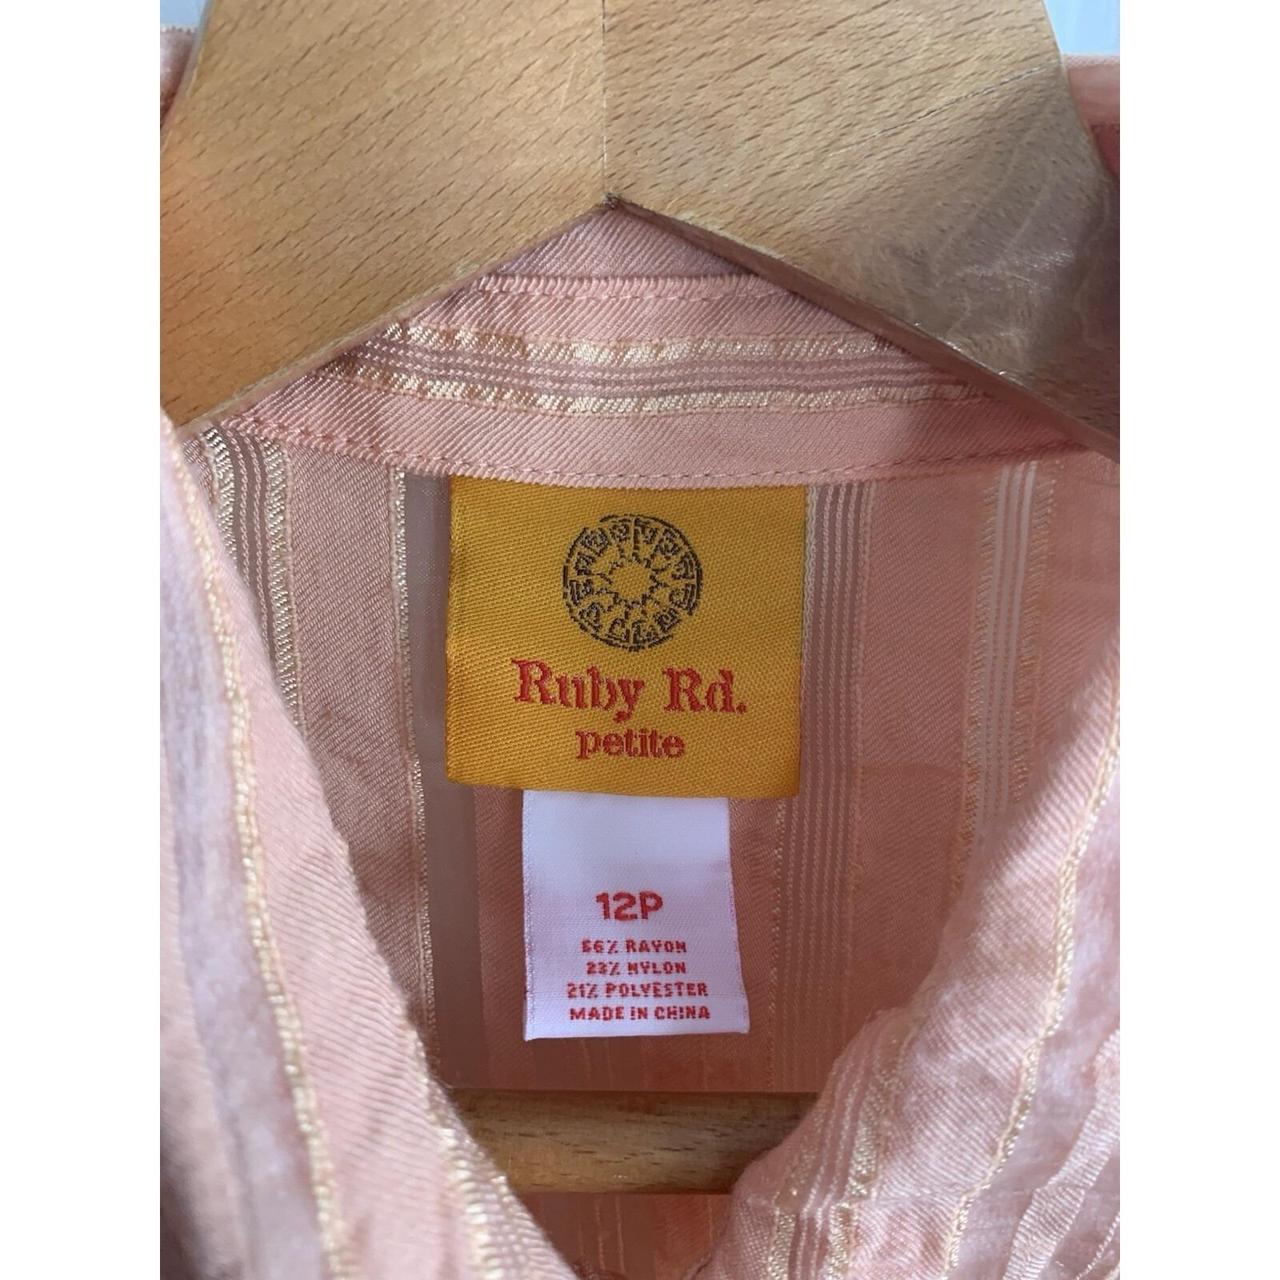 Ruby Rd.
petite
12P
56% RAYON
23% NYLON
21% POLYESTER
MADE IN CHINA